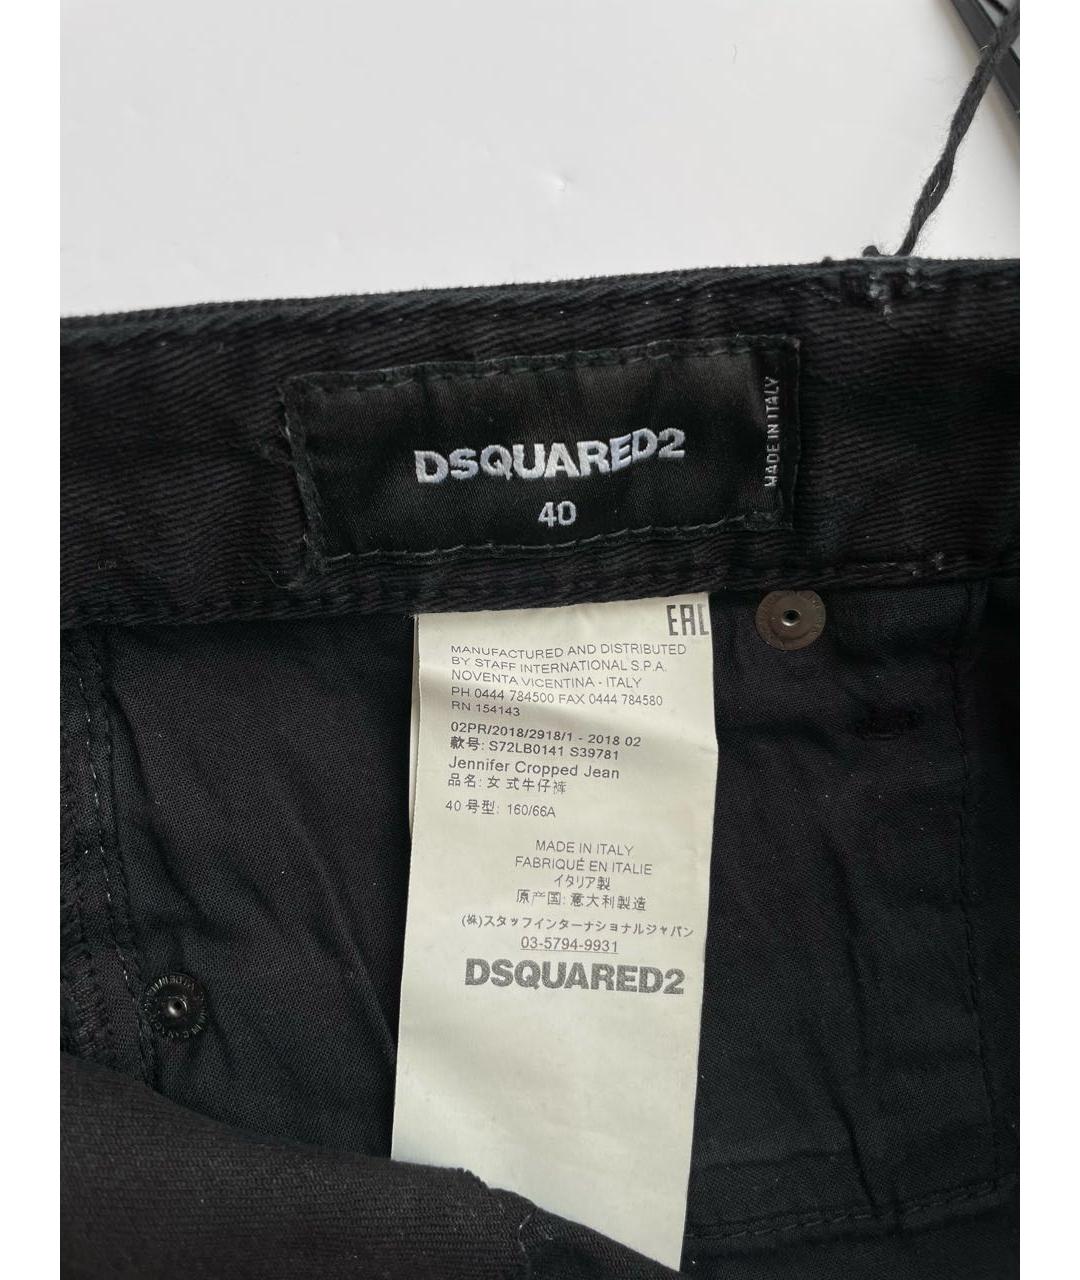 DSQUARED2
40
MADE IN ITALY
EAC
MANUFACTURED AND DISTRIBUTED
BY STAFF INTERNATIONAL S.P.A.
NOVENTA VICENTINA - ITALY
PH 0444 784500 FAX 0444 784580
RN 154143
02PR/2018/2918/1 - 2018 02
款号: S72LB0141 S39781
Jennifer Cropped Jean
品名: 女 式牛仔裤
40 号型: 160/66A
MADE IN ITALY
FABRIQUÉ EN ITALIE
イタリア製
原产国: 意大利製造
(株)スタッフインターナショナルジャパン
03-5794-9931
DSQUARED2